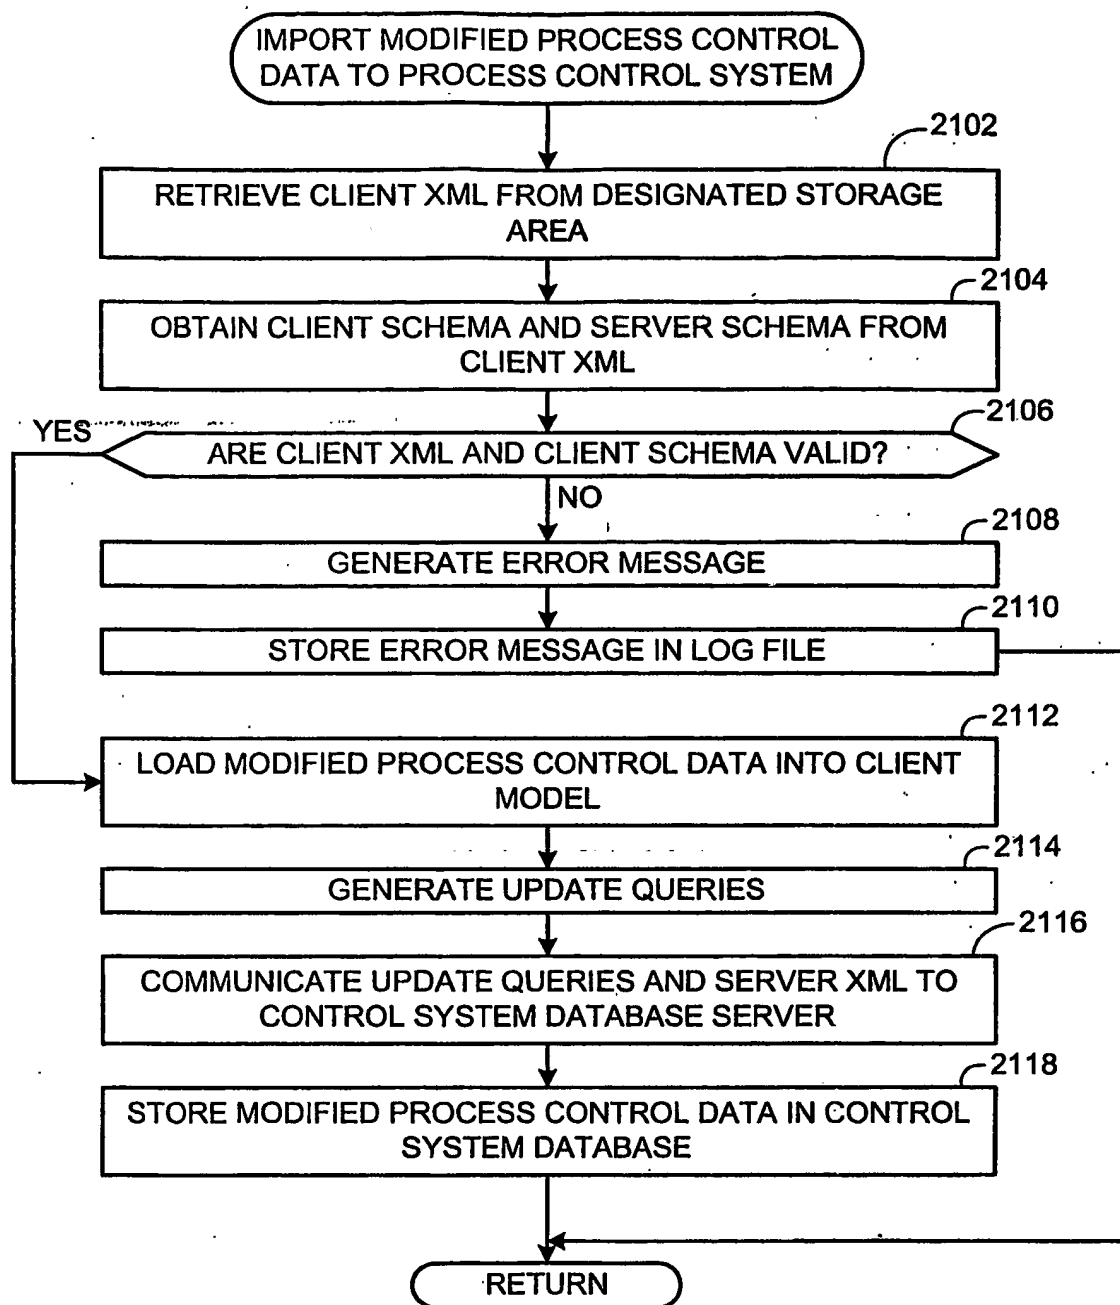 IMPORT MODIFIED PROCESS CONTROL
DATA TO PROCESS CONTROL SYSTEM
2102
RETRIEVE CLIENT XML FROM DESIGNATED STORAGE
AREA
2104
OBTAIN CLIENT SCHEMA AND SERVER SCHEMA FROM
CLIENT XML
2106
YES
ARE CLIENT XML AND CLIENT SCHEMA VALID?
NO
2108
GENERATE ERROR MESSAGE
2110
STORE ERROR MESSAGE IN LOG FILE
2112
LOAD MODIFIED PROCESS CONTROL DATA INTO CLIENT
MODEL
2114
GENERATE UPDATE QUERIES
2116
COMMUNICATE UPDATE QUERIES AND SERVER XML TO
CONTROL SYSTEM DATABASE SERVER
2118
STORE MODIFIED PROCESS CONTROL DATA IN CONTROL
SYSTEM DATABASE
RETURN